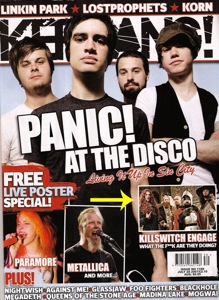 LINKIN PARK ★ LOSTPROPHETS ★ KORN
KERRANG!
PANIC!
AT THE DISCO
Living It Up In Sin City
FREE
LIVE POSTER
SPECIAL!
PARAMORE
METALLICA
AND MORE
KILLSWITCH ENGAGE
WHAT THE F**K ARE THEY DOING?
PLUS!
NIGHTWISH · AGAINST ME! · GLASSJAW · FOO FIGHTERS · BLACKHOLE
MEGADETH · QUEENS OF THE STONE AGE · MADINA LAKE · MOGWAI